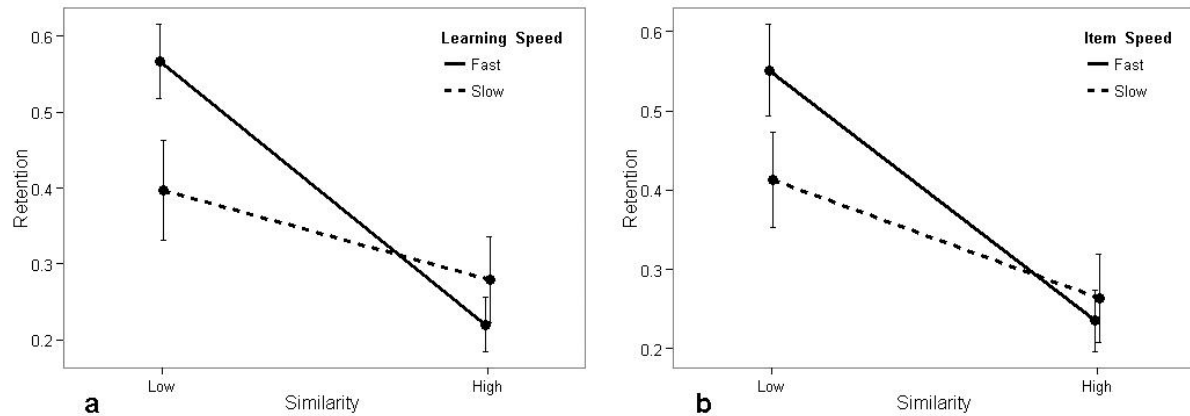 Learning Speed
Fast
Slow
0.6
0.5
0.4
0.3
0.2
Retention
Low
High
Similarity
a
Item Speed
Fast
Slow
0.6
0.5
0.4
0.3
0.2
Retention
Low
High
Similarity
b